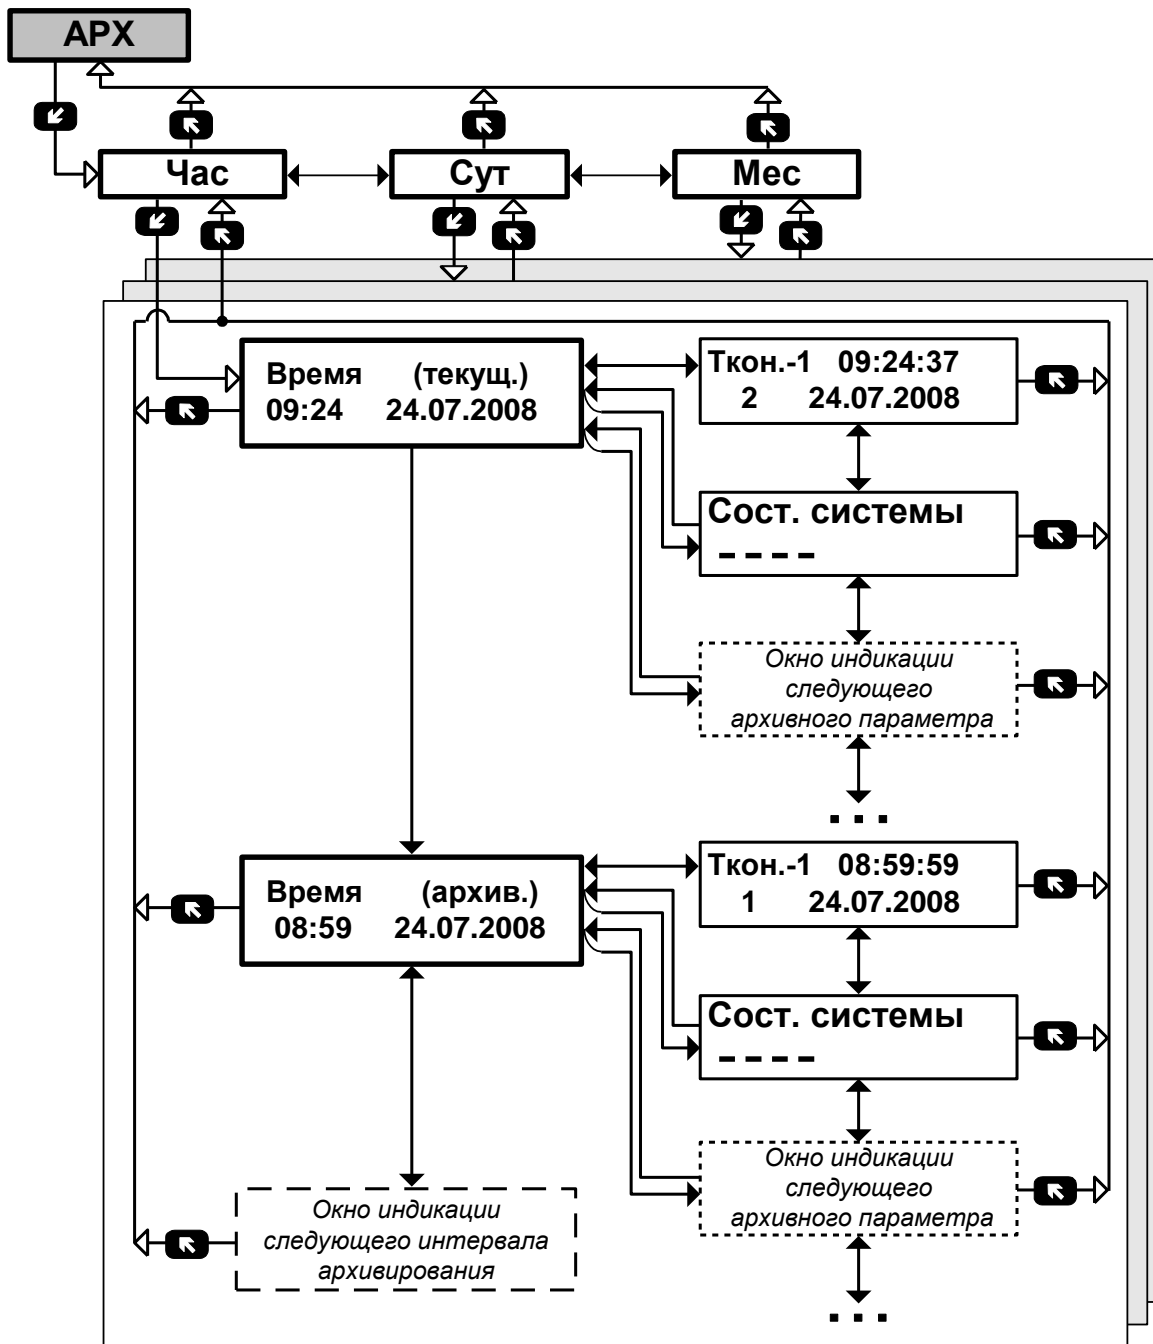 АРХ
Час
Сут
Мес
Время (текущ.)
09:24 24.07.2008
Ткон.-1 09:24:37
2 24.07.2008
Сост. системы
– – – –
Окно индикации
следующего
архивного параметра
...
Время (архив.)
08:59 24.07.2008
Ткон.-1 08:59:59
1 24.07.2008
Сост. системы
– – – –
Окно индикации
следующего
архивного параметра
...
Окно индикации
следующего интервала
архивирования